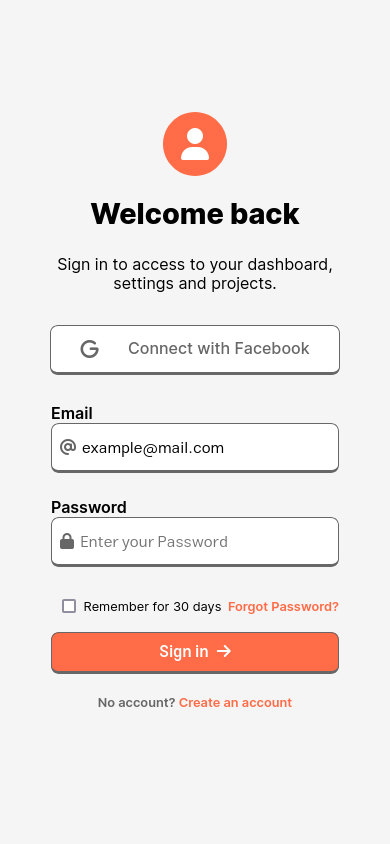 Welcome back
Sign in to access to your dashboard,
settings and projects.
Connect with Facebook
Email
@ example@mail.com
Password
Enter your Password
Remember for 30 days Forgot Password?
Sign in →
No account? Create an account